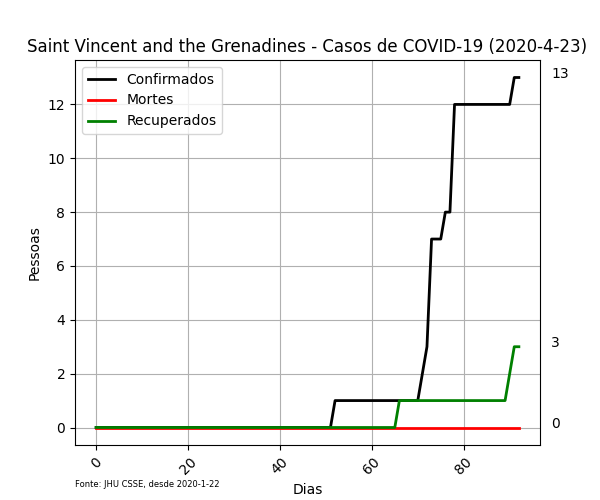 Saint Vincent and the Grenadines - Casos de COVID-19 (2020-4-23)
Confirmados
Mortes
Recuperados
13
3
0
Pessoas
12
10
8
6
4
2
0
0
20
40
60
80
Dias
Fonte: JHU CSSE, desde 2020-1-22